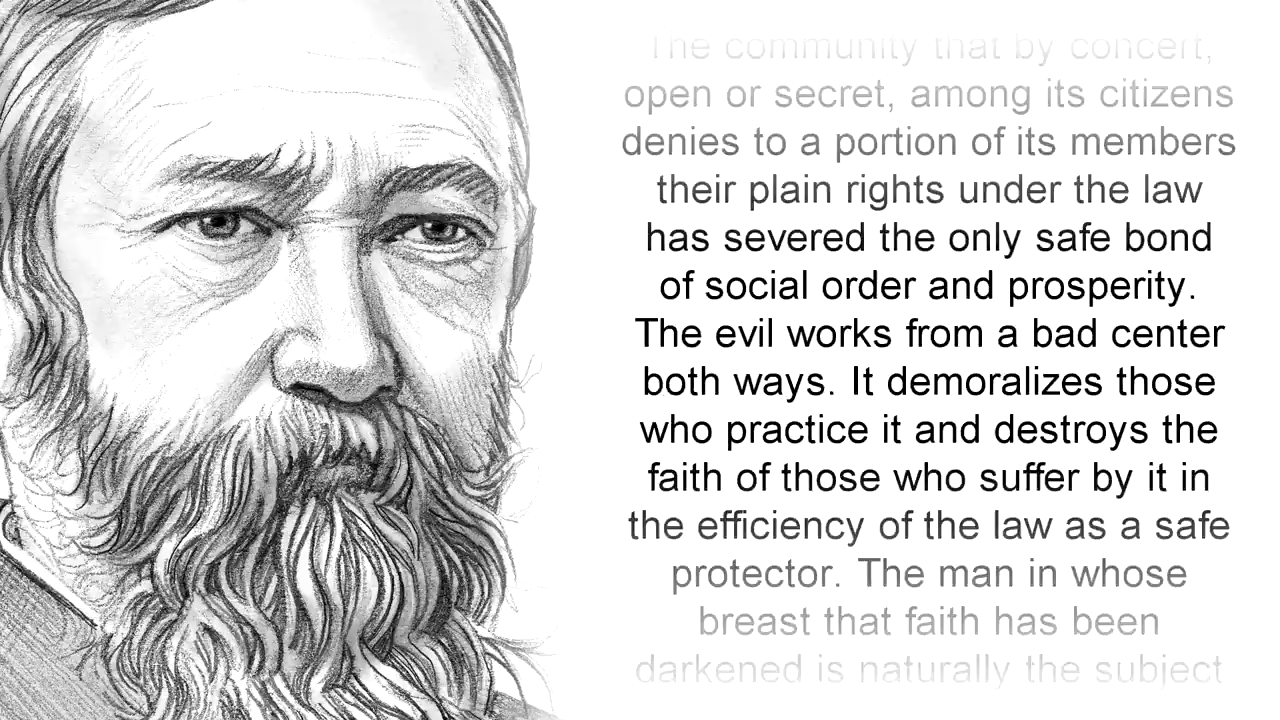 The community that by concert,
open or secret, among its citizens
denies to a portion of its members
their plain rights under the law
has severed the only safe bond
of social order and prosperity.
The evil works from a bad center
both ways. It demoralizes those
who practice it and destroys the
faith of those who suffer by it in
the efficiency of the law as a safe
protector. The man in whose
breast that faith has been
darkened is naturally the subject